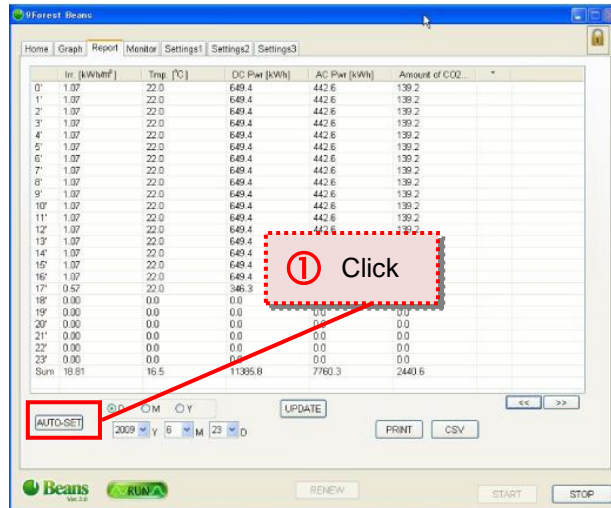 9Forest Beans
Home Graph Report Monitor Settings1 Settings2 Settings3
Irr. [kWh/m²] Tmp. [℃] DC Pwr [kWh] AC Pwr [kWh] Amount of CO2... *
0' 1.07 22.0 649.4 442.6 139.2
1' 1.07 22.0 649.4 442.6 139.2
2' 1.07 22.0 649.4 442.6 139.2
3' 1.07 22.0 649.4 442.6 139.2
4' 1.07 22.0 649.4 442.6 139.2
5' 1.07 22.0 649.4 442.6 139.2
6' 1.07 22.0 649.4 442.6 139.2
7' 1.07 22.0 649.4 442.6 139.2
8' 1.07 22.0 649.4 442.6 139.2
9' 1.07 22.0 649.4 442.6 139.2
10' 1.07 22.0 649.4 442.6 139.2
11' 1.07 22.0 649.4 442.6 139.2
12' 1.07 22.0 649.4 442.6 139.2
13' 1.07 22.0 649.4
14' 1.07 22.0 649.4
15' 1.07 22.0 649.4
16' 1.07 22.0 649.4
17' 0.57 22.0 346.3
① Click
18' 0.00 0.0 0.0
19' 0.00 0.0 0.0 0.0 0.0
20' 0.00 0.0 0.0 0.0 0.0
21' 0.00 0.0 0.0 0.0 0.0
22' 0.00 0.0 0.0 0.0 0.0
23' 0.00 0.0 0.0 0.0 0.0
Sum 18.81 16.5 11385.8 7760.3 2440.6
<< >>
D M Y UPDATE
AUTO-SET 2009 Y 6 M 23 D PRINT CSV
Beans Ver.2.0 RUN RENEW START STOP